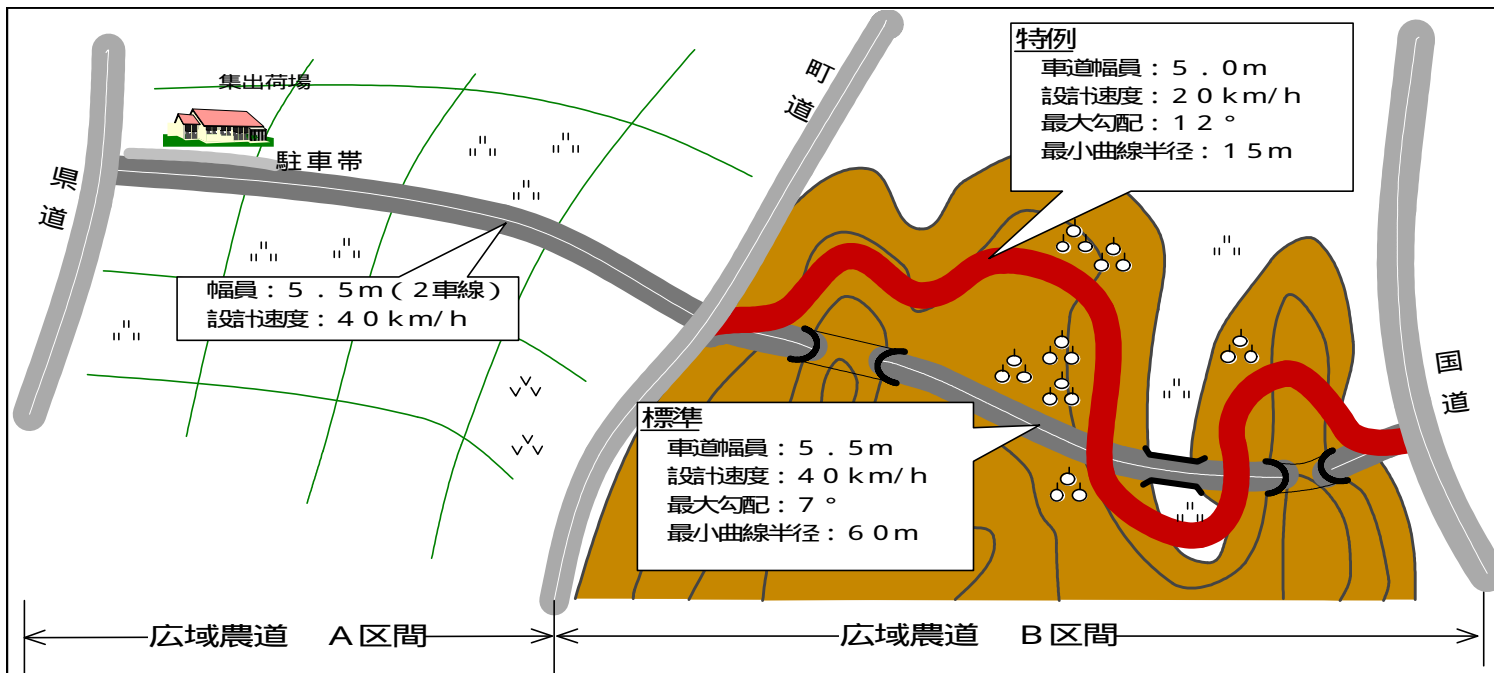 集出荷場
駐車帯
県道
町道
国道
幅員：５．５ｍ（２車線）
設計速度：４０ｋｍ/ｈ
特例
車道幅員：５．０ｍ
設計速度：２０ｋｍ/ｈ
最大勾配：１２°
最小曲線半径：１５ｍ
標準
車道幅員：５．５ｍ
設計速度：４０ｋｍ/ｈ
最大勾配：７°
最小曲線半径：６０ｍ
広域農道　Ａ区間
広域農道　Ｂ区間